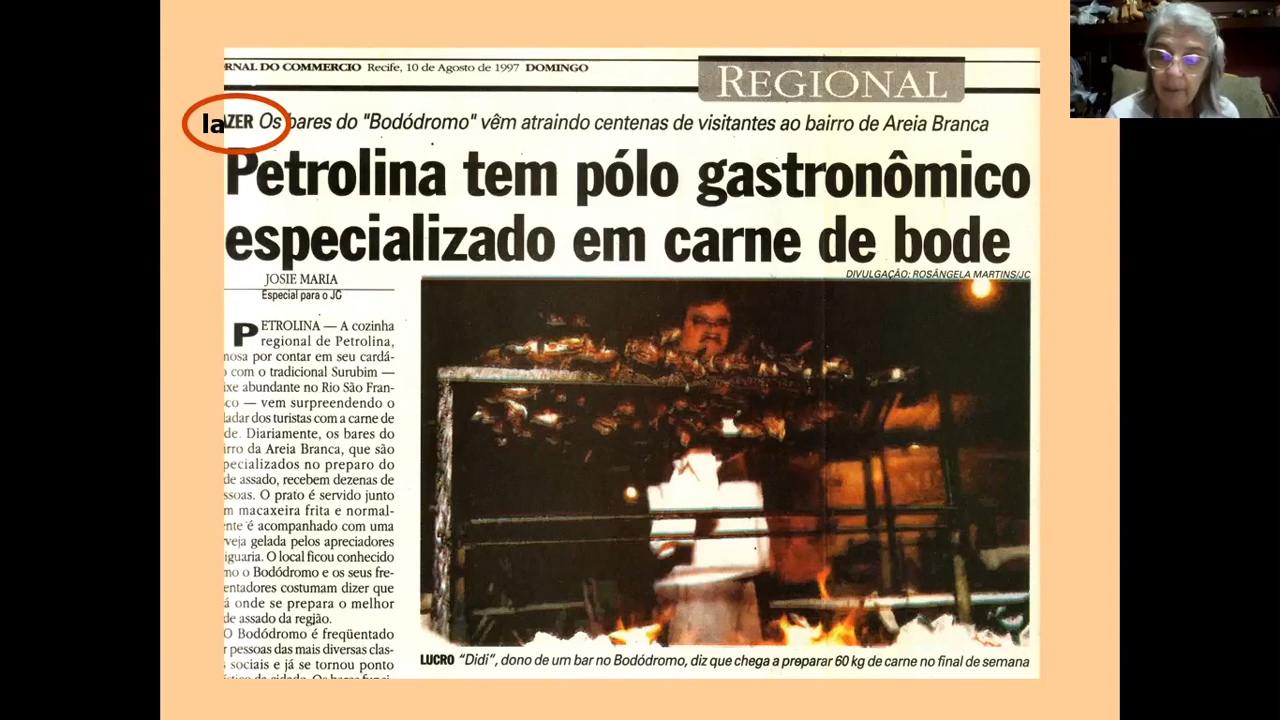 RNAL DO COMMERCIO Recife, 10 de Agosto de 1997 DOMINGO
REGIONAL
laZER Os bares do "Bodódromo" vêm atraindo centenas de visitantes ao bairro de Areia Branca
Petrolina tem pólo gastronômico
especializado em carne de bode
DIVULGAÇÃO: ROSÂNGELA MARTINS/JC
JOSIE MARIA
Especial para o JC
PETROLINA — A cozinha
regional de Petrolina,
nosa por contar em seu cardá-
o com o tradicional Surubim —
ixe abundante no Rio São Fran-
co — vem surpreendendo o
ladar dos turistas com a carne de
de. Diariamente, os bares do
irro da Areia Branca, que são
pecializados no preparo do
de assado, recebem dezenas de
ssoas. O prato é servido junto
m macaxeira frita e normal-
nte é acompanhado com uma
veja gelada pelos apreciadores
iguaria. O local ficou conhecido
mo o Bodódromo e os seus fre-
entadores costumam dizer que
á onde se prepara o melhor
de assado da região.
O Bodódromo é freqüentado
r pessoas das mais diversas clas-
sociais e já se tornou ponto
LUCRO "Didi", dono de um bar no Bodódromo, diz que chega a preparar 60 kg de carne no final de semana